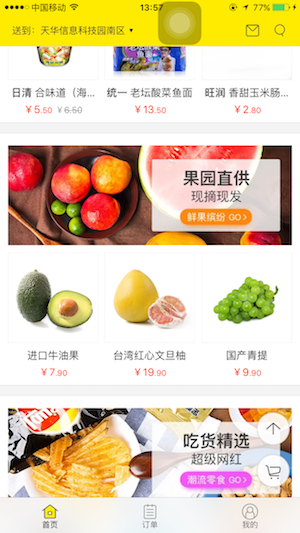 中国移动 13:57 77%
送到：天华信息科技园南区
日清 合味道（海... 统一 老坛酸菜鱼面 旺润 香甜玉米肠...
¥5.50 ¥6.50 ¥13.50 ¥2.80
果园直供
现摘现发
鲜果缤纷 GO >
进口牛油果 台湾红心文旦柚 国产青提
¥7.90 ¥19.90 ¥9.90
吃货精选
超级网红
潮流零食 GO >
首页 订单 我的